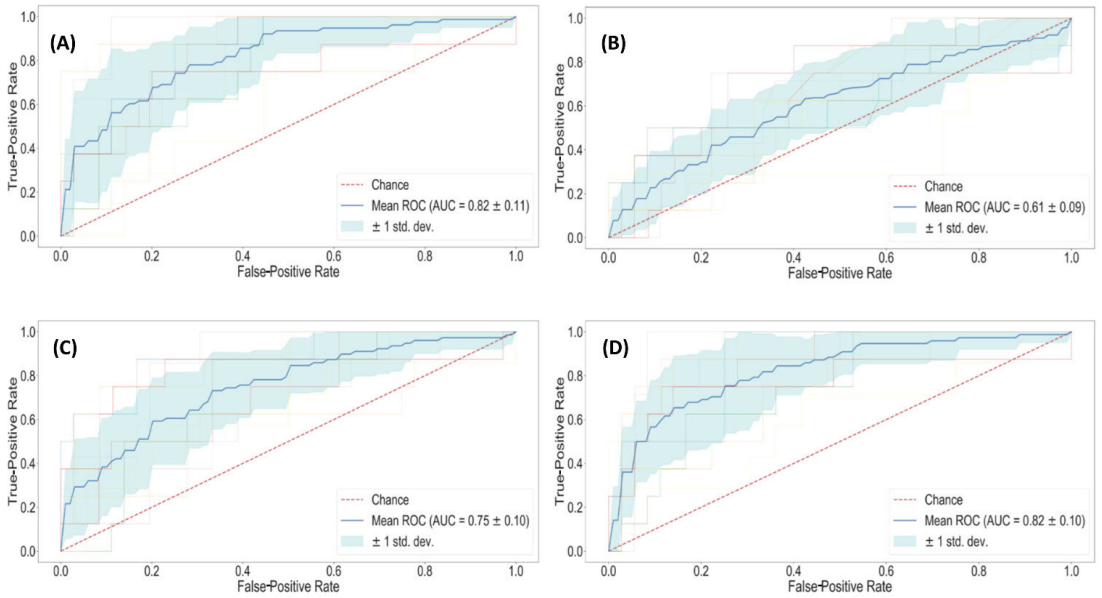 (A)
1.0
0.8
0.6
0.4
0.2
0.0
True-Positive Rate
Chance
Mean ROC (AUC = 0.82 ± 0.11)
± 1 std. dev.
0.0 0.2 0.4 0.6 0.8 1.0
False-Positive Rate
(B)
1.0
0.8
0.6
0.4
0.2
0.0
True-Positive Rate
Chance
Mean ROC (AUC = 0.61 ± 0.09)
± 1 std. dev.
0.0 0.2 0.4 0.6 0.8 1.0
False-Positive Rate
(C)
1.0
0.8
0.6
0.4
0.2
0.0
True-Positive Rate
Chance
Mean ROC (AUC = 0.75 ± 0.10)
± 1 std. dev.
0.0 0.2 0.4 0.6 0.8 1.0
False-Positive Rate
(D)
1.0
0.8
0.6
0.4
0.2
0.0
True-Positive Rate
Chance
Mean ROC (AUC = 0.82 ± 0.10)
± 1 std. dev.
0.0 0.2 0.4 0.6 0.8 1.0
False-Positive Rate